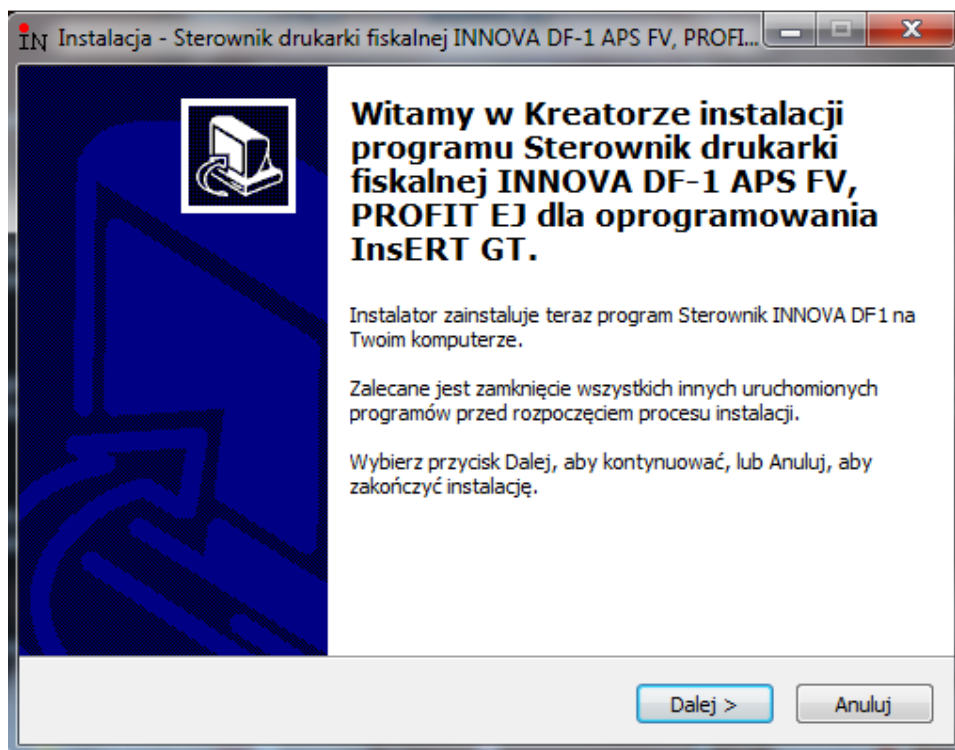 iN Instalacja - Sterownik drukarki fiskalnej INNOVA DF-1 APS FV, PROFI...
Witamy w Kreatorze instalacji
programu Sterownik drukarki
fiskalnej INNOVA DF-1 APS FV,
PROFIT EJ dla oprogramowania
InsERT GT.
Instalator zainstaluje teraz program Sterownik INNOVA DF1 na
Twoim komputerze.
Zalecane jest zamknięcie wszystkich innych uruchomionych
programów przed rozpoczęciem procesu instalacji.
Wybierz przycisk Dalej, aby kontynuować, lub Anuluj, aby
zakończyć instalację.
Dalej > Anuluj